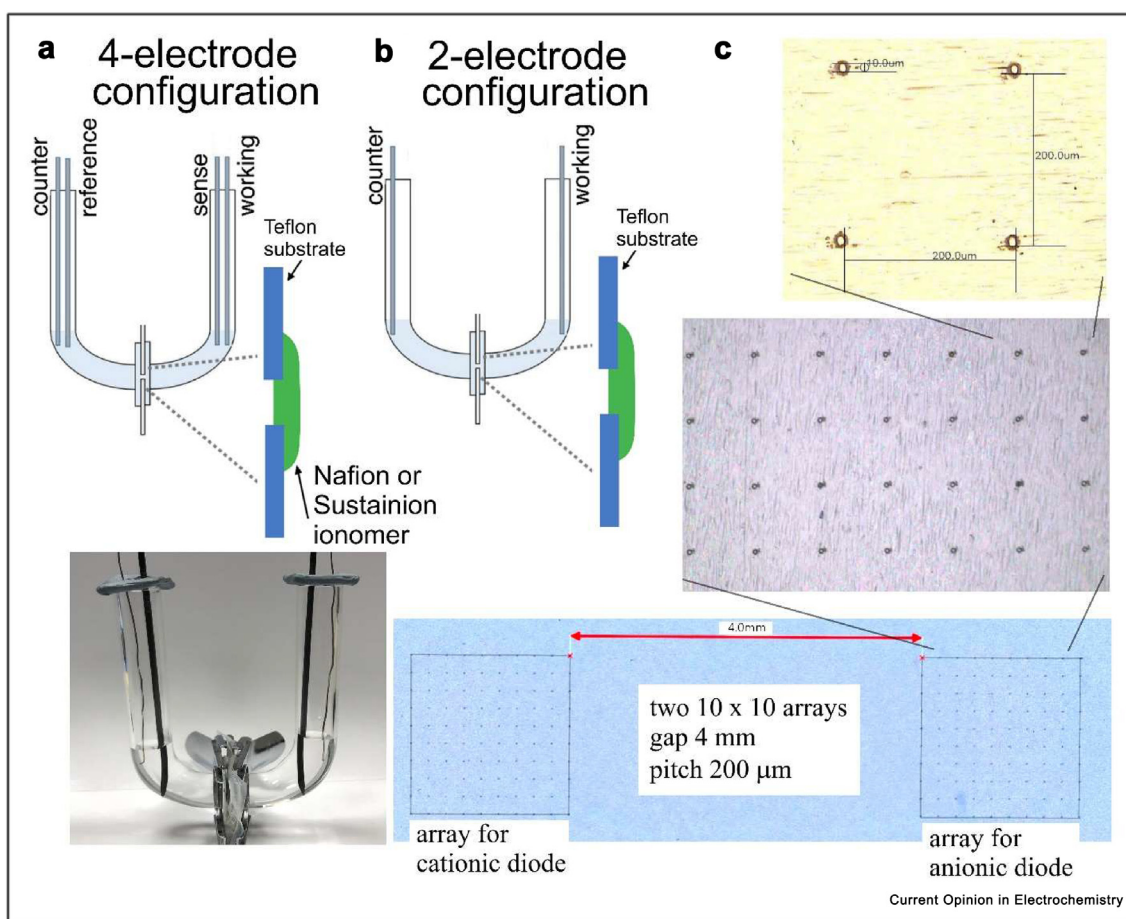 a
4-electrode
configuration
counter
reference
sense
working
Teflon
substrate
Nafion or
Sustainion
ionomer
b
2-electrode
configuration
counter
working
Teflon
substrate
c
10.0um
200.0um
200.0um
4.0mm
two 10 x 10 arrays
gap 4 mm
pitch 200 μm
array for
cationic diode
array for
anionic diode
Current Opinion in Electrochemistry